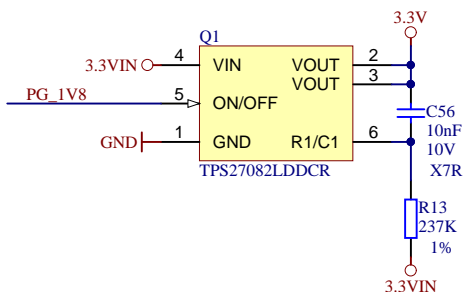 Q1
3.3V
3.3VIN
4
VIN
VOUT
2
VOUT
3
PG_1V8
5
ON/OFF
C56
10nF
10V
X7R
GND
1
GND
R1/C1
6
TPS27082LDDCR
R13
237K
1%
3.3VIN